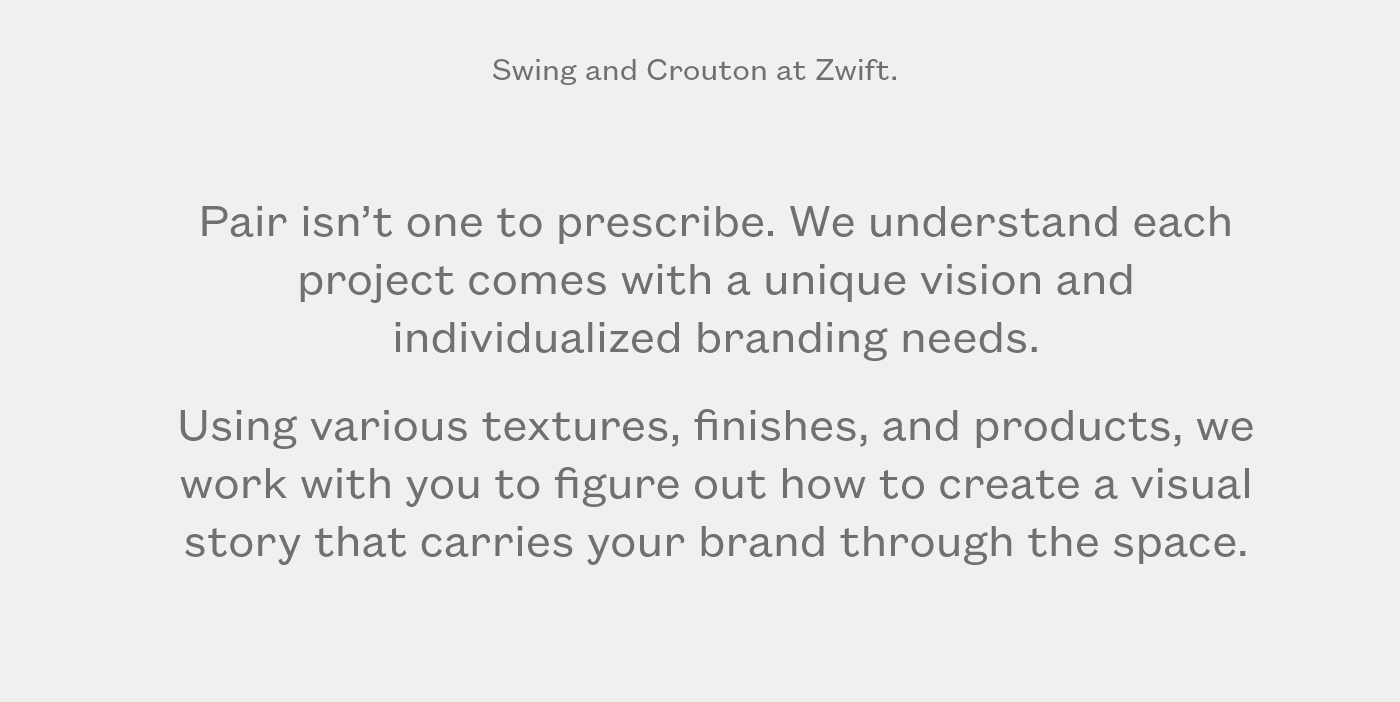 Swing and Crouton at Zwift.
Pair isn’t one to prescribe. We understand each
project comes with a unique vision and
individualized branding needs.
Using various textures, finishes, and products, we
work with you to figure out how to create a visual
story that carries your brand through the space.